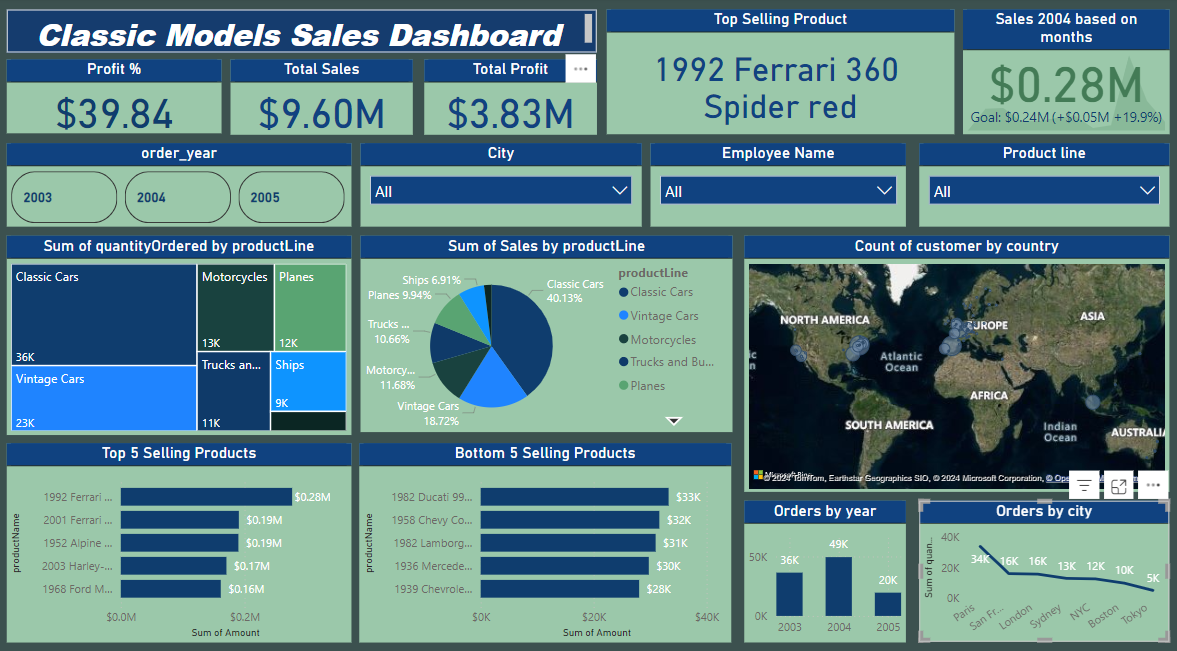 Classic Models Sales Dashboard
Profit %
$39.84
Total Sales
$9.60M
Total Profit
$3.83M
Top Selling Product
1992 Ferrari 360
Spider red
Sales 2004 based on
months
$0.28M
Goal: $0.24M (+$0.05M +19.9%)
order_year
2003
2004
2005
City
All
Employee Name
All
Product line
All
Sum of quantityOrdered by productLine
Classic Cars
36K
Vintage Cars
23K
Motorcycles
13K
Planes
12K
Trucks an...
11K
Ships
9K
Sum of Sales by productLine
Ships 6.91%
Planes 9.94%
Trucks ...
10.66%
Motorcy...
11.68%
Vintage Cars
18.72%
Classic Cars
40.13%
productLine
Classic Cars
Vintage Cars
Motorcycles
Trucks and Bu...
Planes
Count of customer by country
NORTH AMERICA
EUROPE
ASIA
Atlantic
Ocean
AFRICA
SOUTH AMERICA
Indian
Ocean
AUSTRALIA
Microsoft Bing
© 2024 TomTom, Earthstar Geographics SIO, © 2024 Microsoft Corporation, © Ope
Top 5 Selling Products
productName
1992 Ferrari ...
$0.28M
2001 Ferrari ...
$0.19M
1952 Alpine ...
$0.19M
2003 Harley-...
$0.17M
1968 Ford M...
$0.16M
$0.0M
$0.2M
Sum of Amount
Bottom 5 Selling Products
productName
1982 Ducati 99...
$33K
1958 Chevy Co...
$32K
1982 Lamborg...
$31K
1936 Mercede...
$30K
1939 Chevrole...
$28K
$0K
$20K
$40K
Sum of Amount
Orders by year
50K
0K
36K
49K
20K
2003
2004
2005
Orders by city
Sum of quan...
40K
20K
0K
34K
16K
16K
13K
12K
10K
5K
Paris
San Fr...
London
Sydney
NYC
Boston
Tokyo